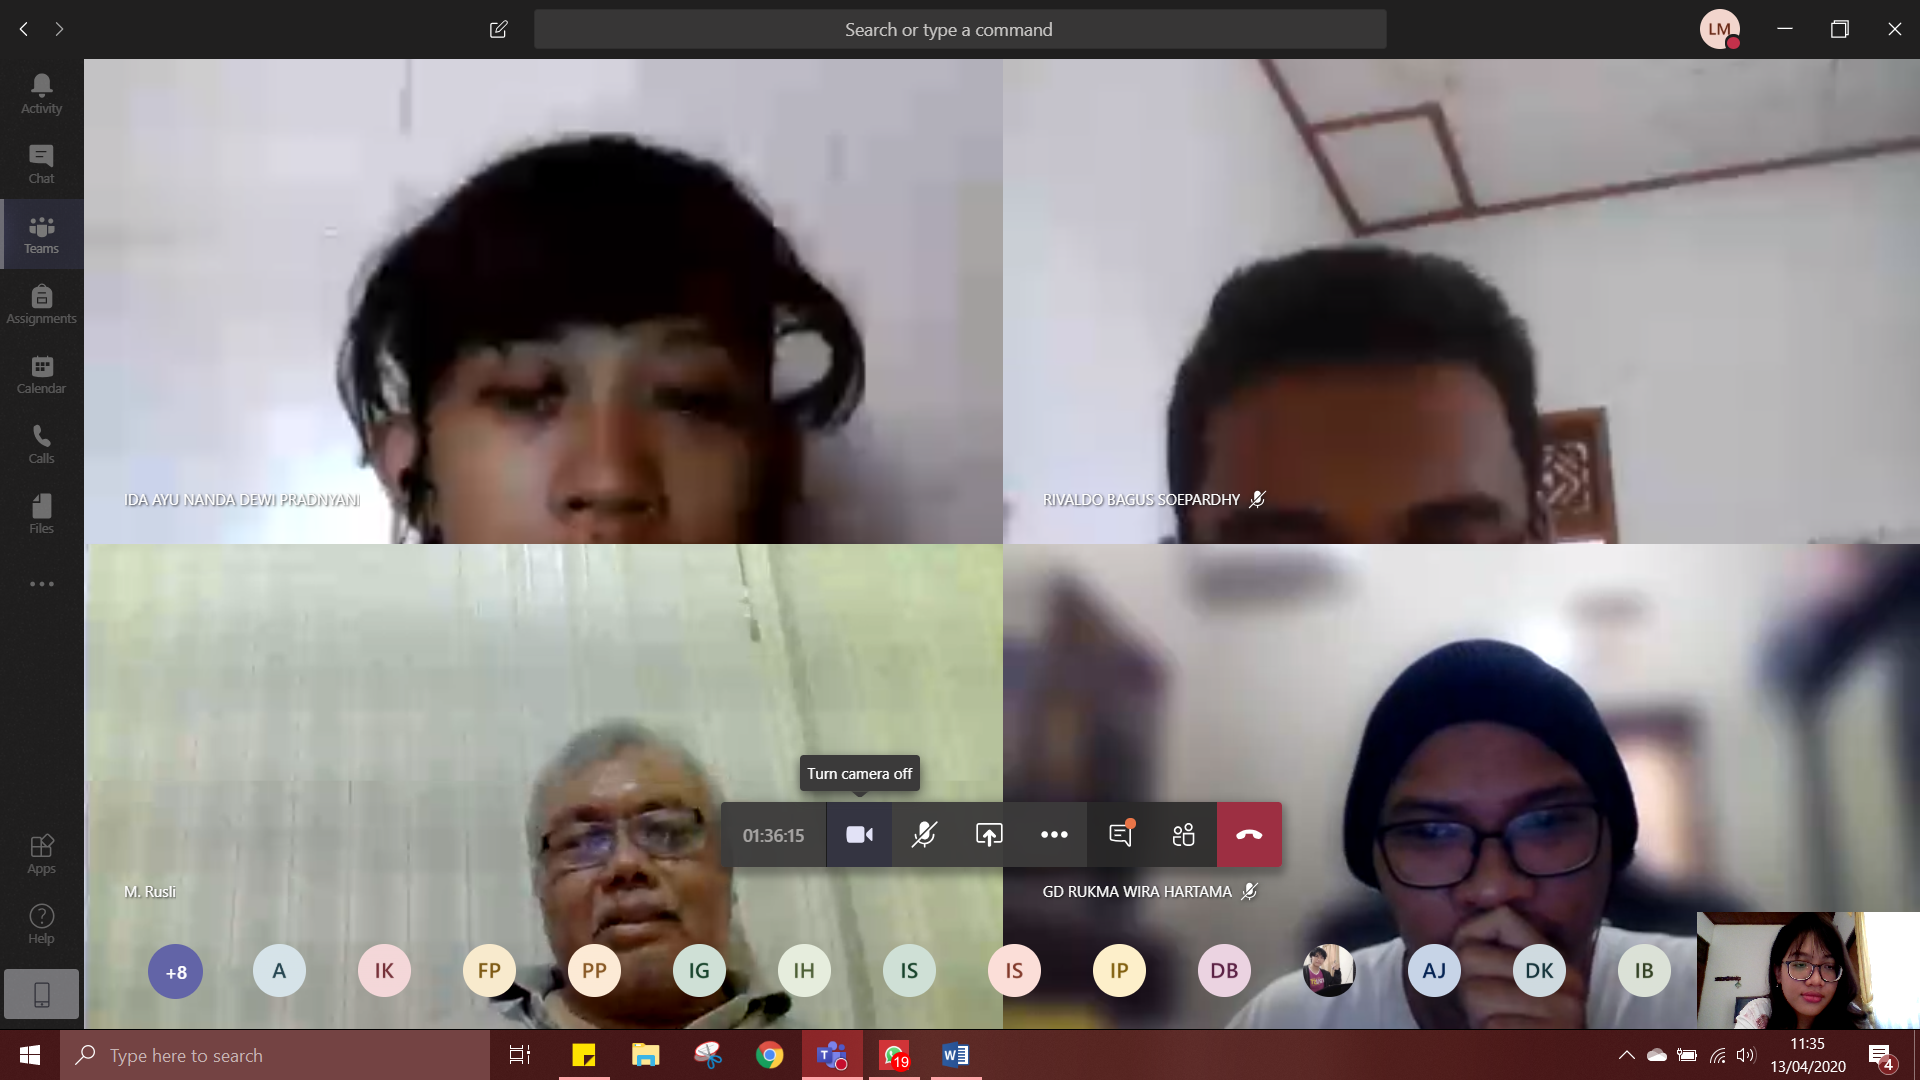 Search or type a command
LM
Activity
Chat
Teams
Assignments
Calendar
Calls
Files
Apps
Help
IDA AYU NANDA DEWI PRADNYANI
RIVALDO BAGUS SOEPARDHY
Turn camera off
01:36:15
M. Rusli
GD RUKMA WIRA HARTAMA
+8
A
IK
FP
PP
IG
IH
IS
IS
IP
DB
AJ
DK
IB
Type here to search
19
11:35
13/04/2020
4